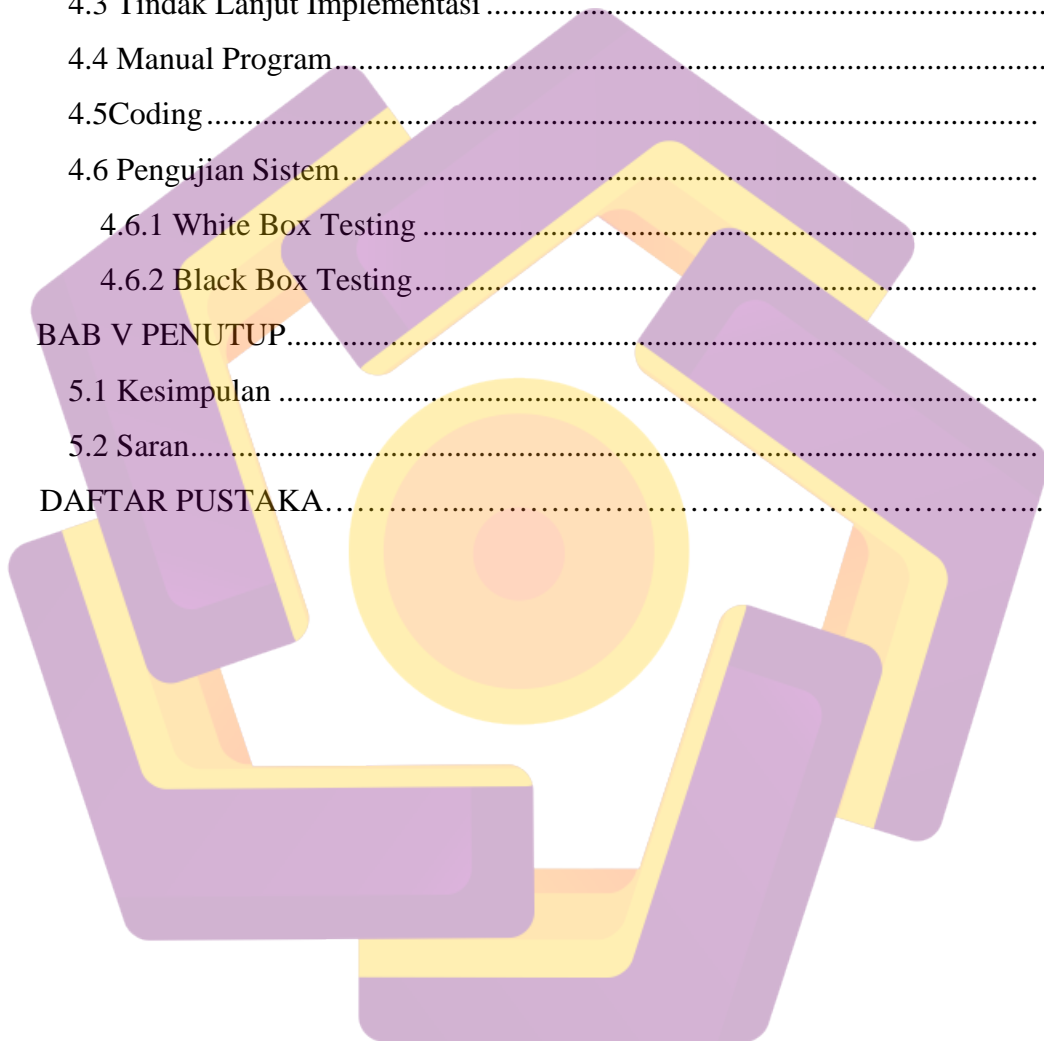 4.3 Tindak Lanjut Implementasi ........................................................................
4.4 Manual Program.............................................................................................
4.5Coding .............................................................................................................
4.6 Pengujian Sistem............................................................................................
4.6.1 White Box Testing ................................................................................
4.6.2 Black Box Testing.................................................................................
BAB V PENUTUP..................................................................................................
5.1 Kesimpulan ....................................................................................................
5.2 Saran...............................................................................................................
DAFTAR PUSTAKA…………...……………………………………………………...